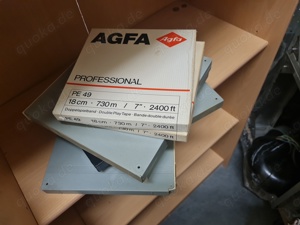 AGFA
Agfa
PROFESSIONAL
PE 49
18 cm · 730 m / 7" · 2400 ft
Doppelspielband · Double Play Tape · Bande double durée
SPE 49
18 cm · 730 m / 7" · 2400 ft